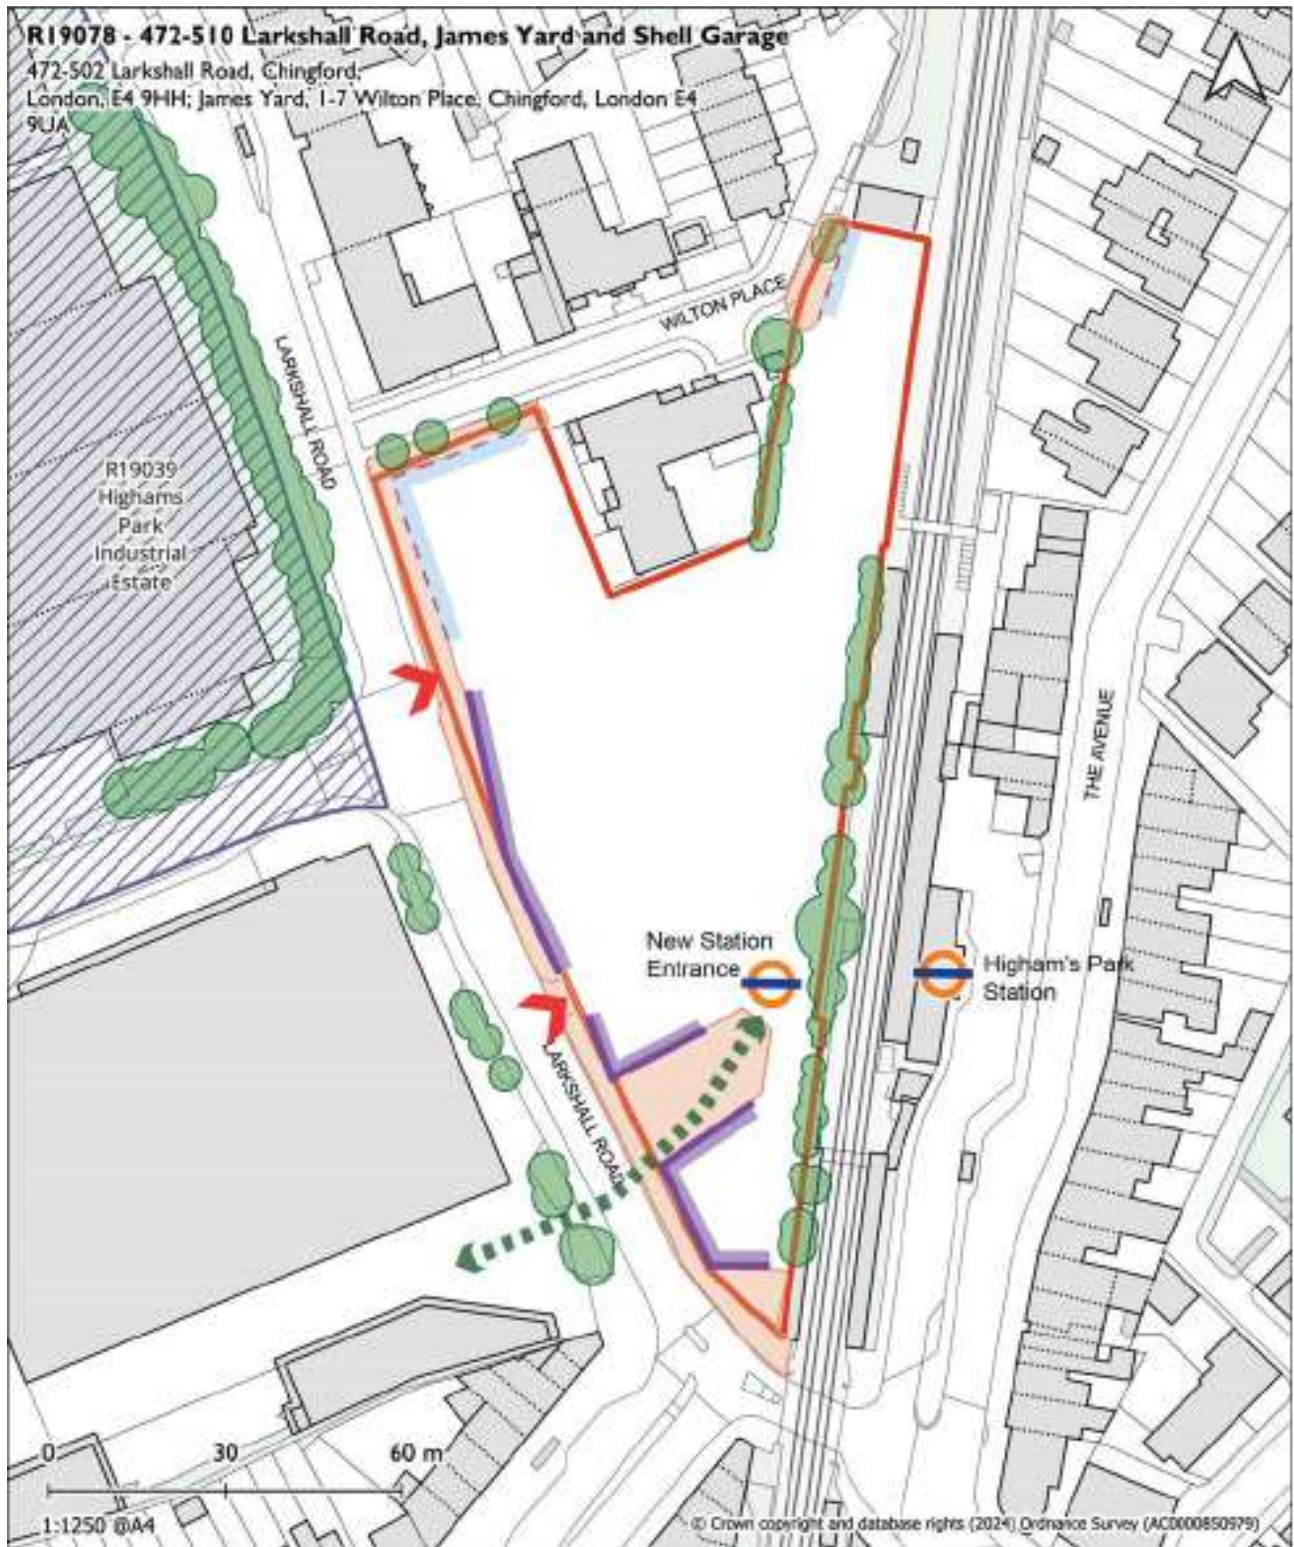 R19078 - 472-510 Larkshall Road, James Yard and Shell Garage
472-502 Larkshall Road, Chingford,
London, E4 9HH; James Yard, 1-7 Wilton Place, Chingford, London E4
9UA
WILTON PLACE
LARKSHALL ROAD
R19039
Highams
Park
Industrial
Estate
THE AVENUE
New Station
Entrance
Higham's Park
Station
LARKSHALL ROAD
0 30 60 m
1:1250 @A4
© Crown copyright and database rights (2024) Ordnance Survey (AC0000850979)